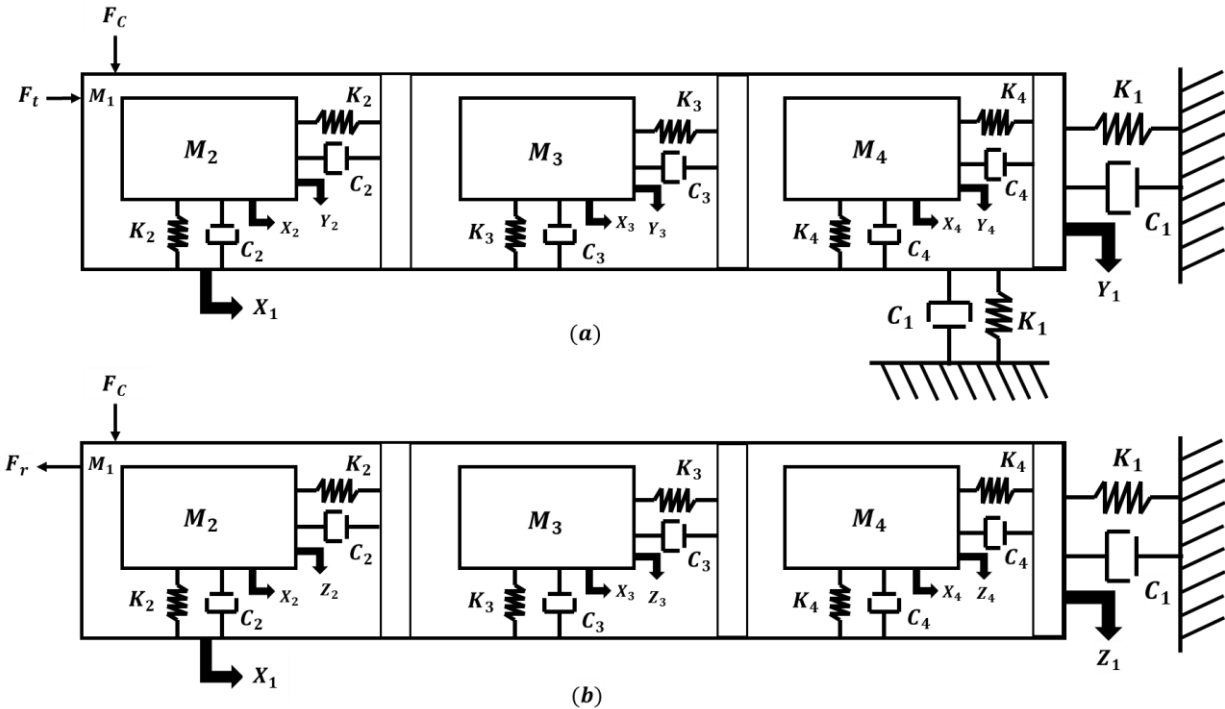 F_C
F_t M_1 K_2 K_3 K_4 K_1
M_2 M_3 M_4
C_2 C_3 C_4
K_2 C_2 X_2 Y_2 K_3 C_3 X_3 Y_3 K_4 C_4 X_4 Y_4 C_1
X_1 Y_1
C_1 K_1
(a)
F_C
F_r M_1 K_2 K_3 K_4 K_1
M_2 M_3 M_4
C_2 C_3 C_4
K_2 C_2 X_2 Z_2 K_3 C_3 X_3 Z_3 K_4 C_4 X_4 Z_4 C_1
X_1 Z_1
(b)